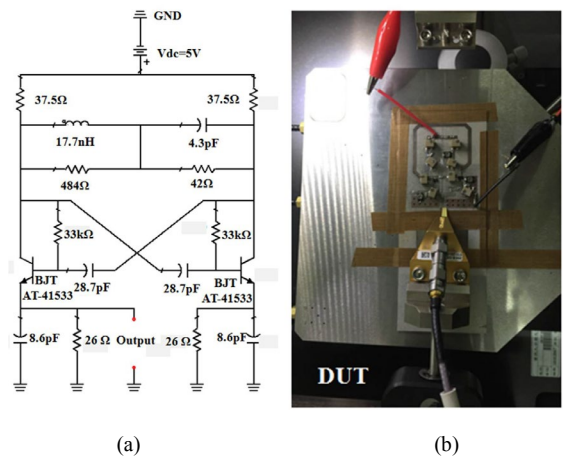 GND
Vdc=5V
+
37.5Ω
37.5Ω
17.7nH
4.3pF
484Ω
42Ω
33kΩ
33kΩ
BJT
AT-41533
28.7pF
28.7pF
BJT
AT-41533
8.6pF
26 Ω
Output
26 Ω
8.6pF
DUT
(a)
(b)